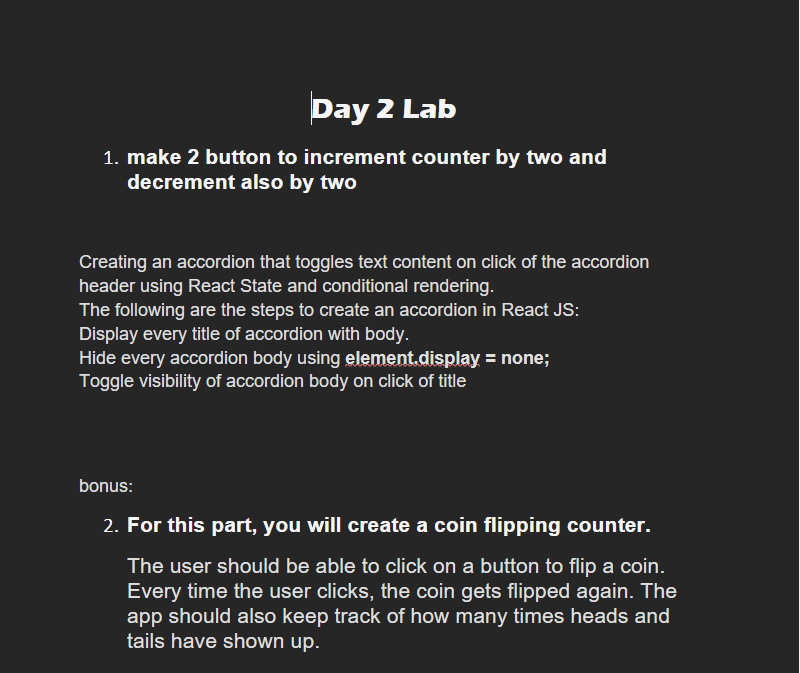 Day 2 Lab
1. make 2 button to increment counter by two and
decrement also by two
Creating an accordion that toggles text content on click of the accordion
header using React State and conditional rendering.
The following are the steps to create an accordion in React JS:
Display every title of accordion with body.
Hide every accordion body using element.display = none;
Toggle visibility of accordion body on click of title
bonus:
2. For this part, you will create a coin flipping counter.
The user should be able to click on a button to flip a coin.
Every time the user clicks, the coin gets flipped again. The
app should also keep track of how many times heads and
tails have shown up.